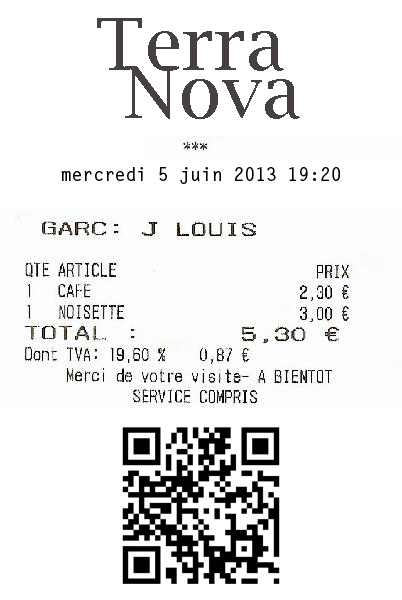 Terra
Nova
***
mercredi 5 juin 2013 19:20
GARC: J LOUIS
QTE ARTICLE PRIX
1 CAFE 2,30 €
1 NOISETTE 3,00 €
TOTAL : 5,30 €
Dont TVA: 19,60 % 0,87 €
Merci de votre visite- A BIENTOT
SERVICE COMPRIS